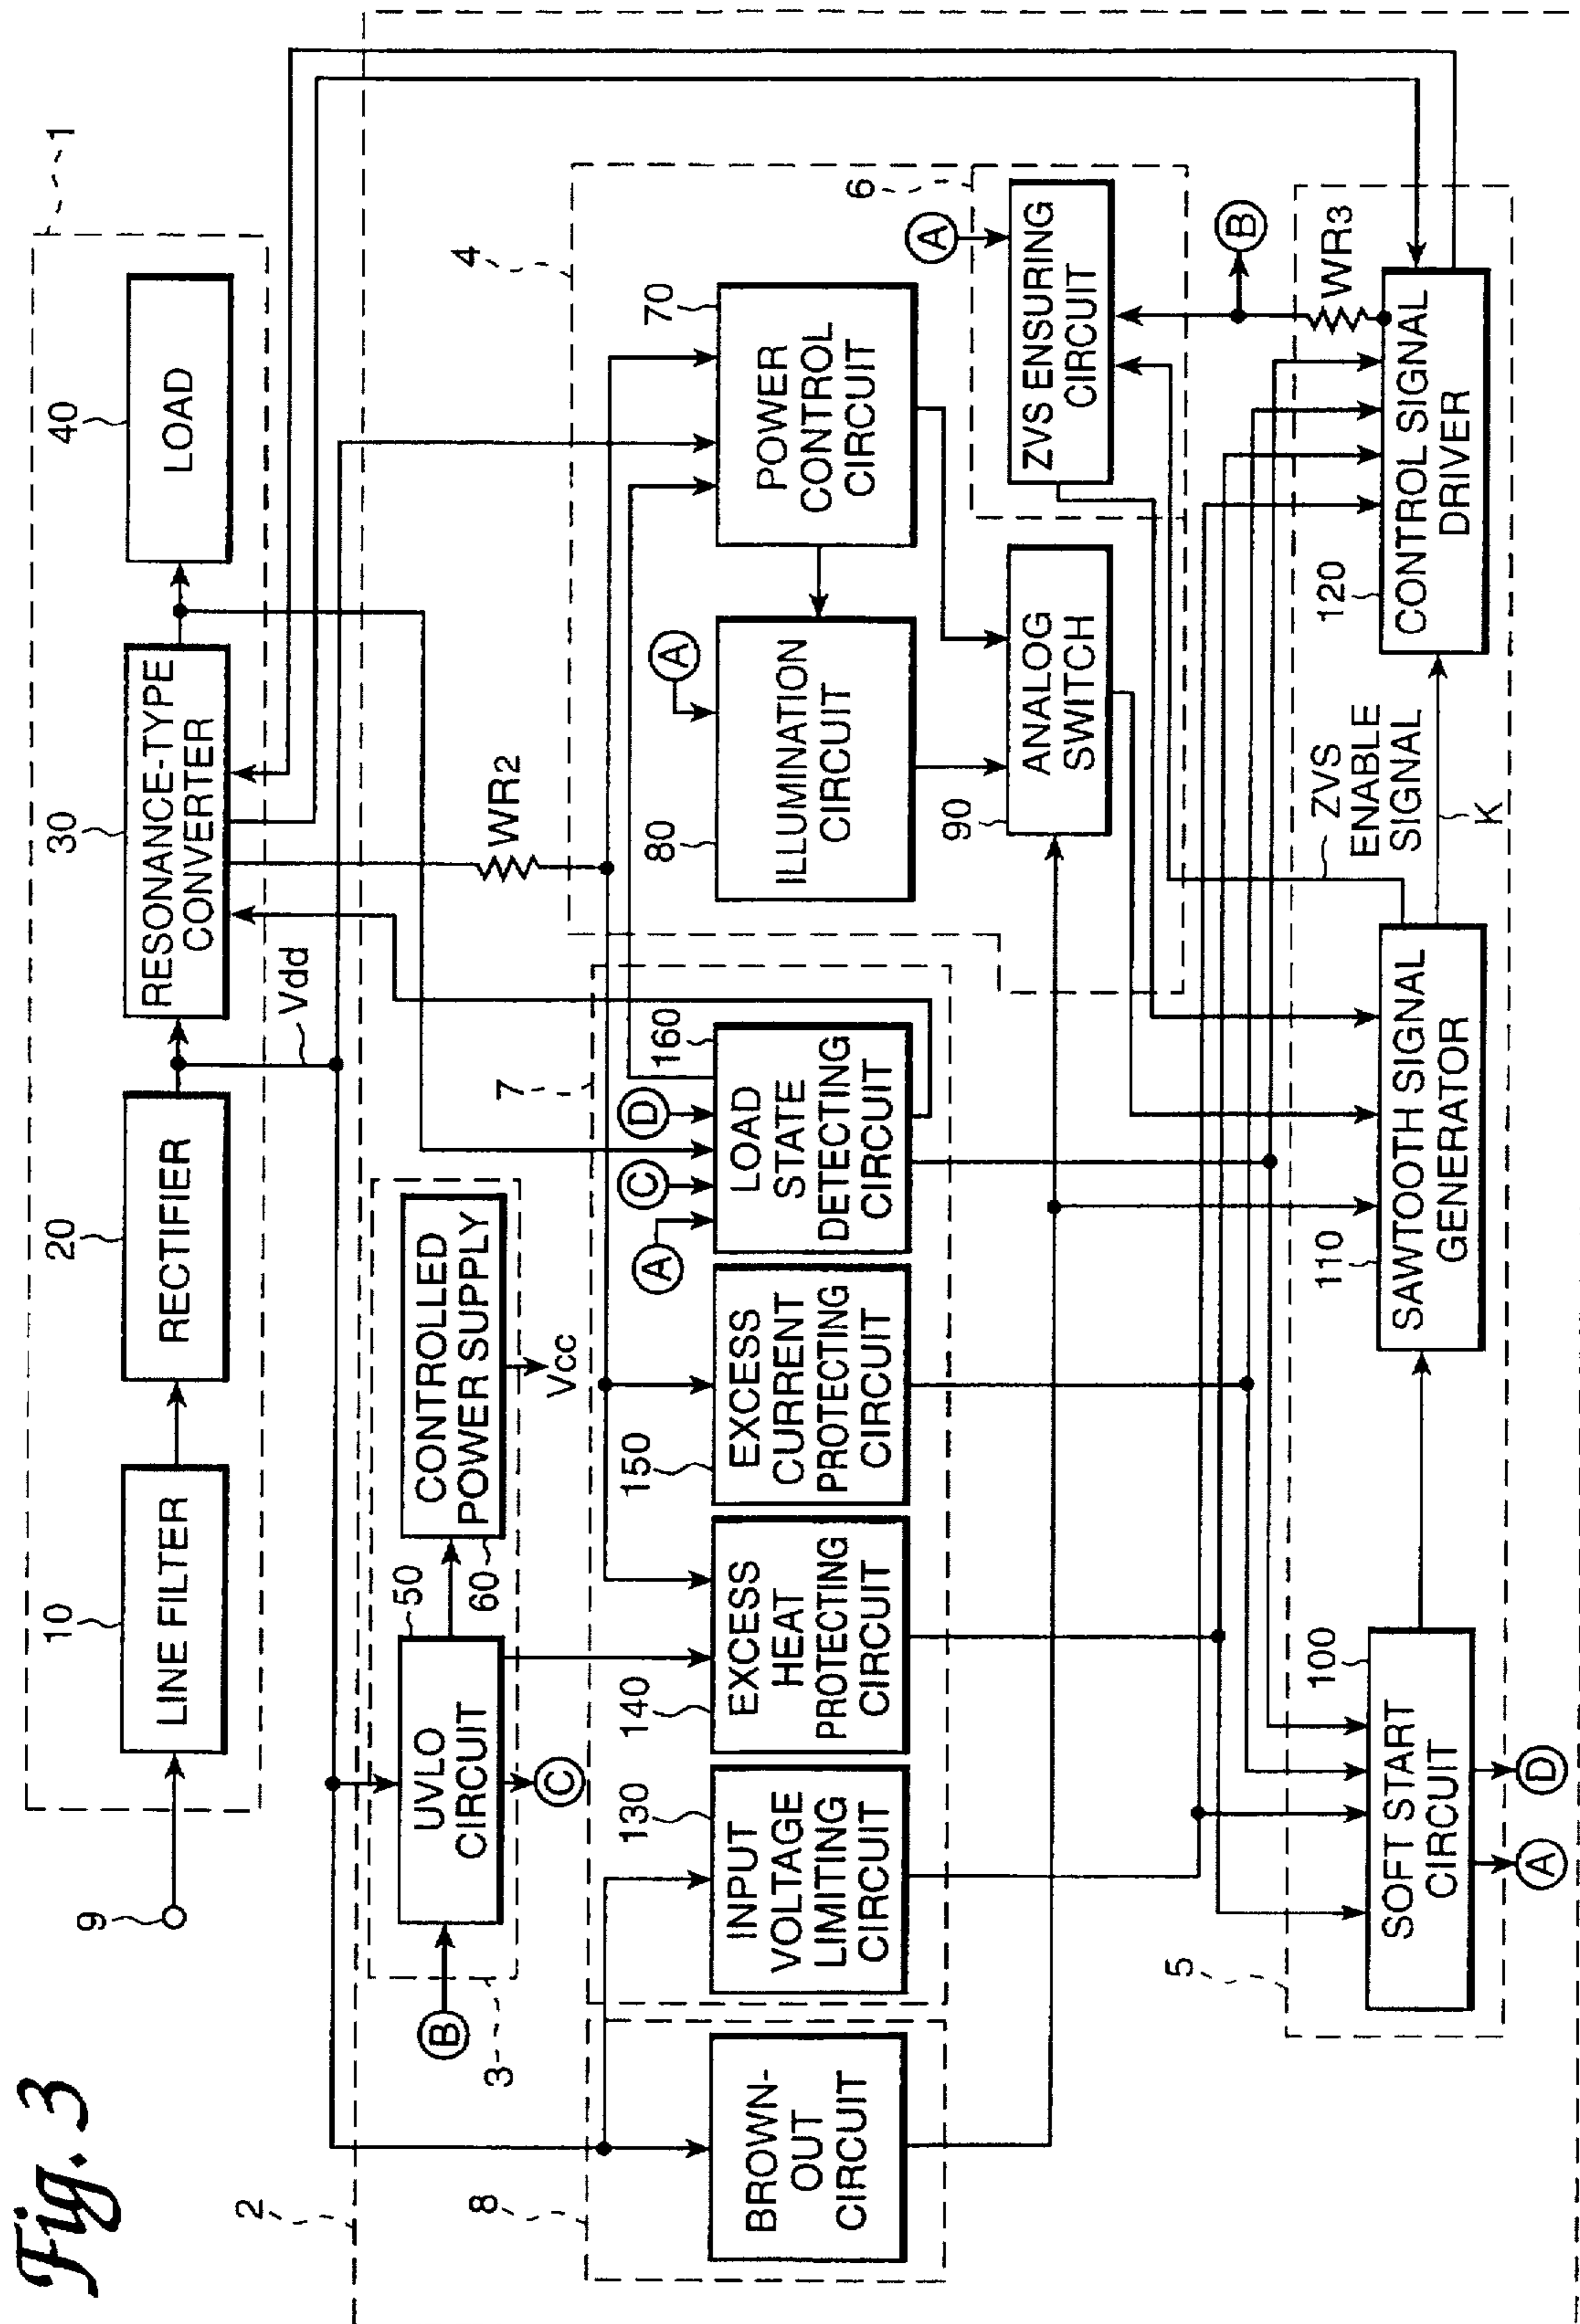 Fig. 3
1
9
10
LINE FILTER
20
RECTIFIER
Vdd
30
RESONANCE-TYPE
CONVERTER
40
LOAD
2
3
B
UVLO
CIRCUIT
50
C
60
CONTROLLED
POWER SUPPLY
Vcc
WR2
4
70
POWER
CONTROL
CIRCUIT
80
A
ILLUMINATION
CIRCUIT
90
ANALOG
SWITCH
6
A
ZVS ENSURING
CIRCUIT
B
8
BROWN-
OUT
CIRCUIT
7
130
INPUT
VOLTAGE
LIMITING
CIRCUIT
140
EXCESS
HEAT
PROTECTING
CIRCUIT
150
EXCESS
CURRENT
PROTECTING
CIRCUIT
A
C
D
160
LOAD
STATE
DETECTING
CIRCUIT
5
100
SOFT START
CIRCUIT
A
D
110
SAWTOOTH SIGNAL
GENERATOR
ZVS
ENABLE
SIGNAL
K
120
CONTROL SIGNAL
DRIVER
WR3